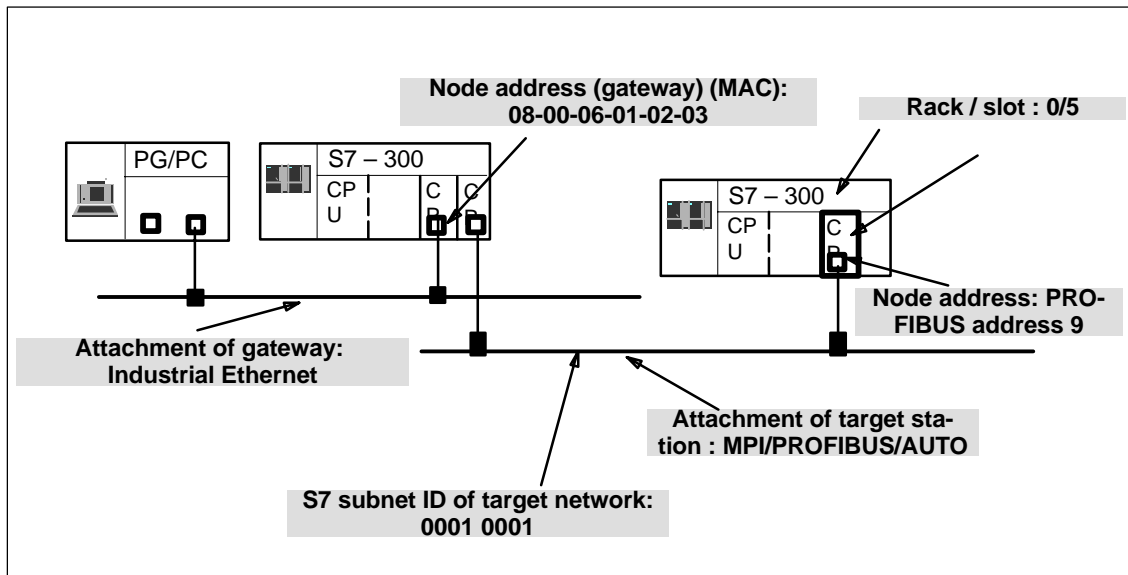 Node address (gateway) (MAC):
08-00-06-01-02-03
Rack / slot : 0/5
PG/PC
S7 – 300
CP
U
C
C
S7 – 300
CP
U
C
Node address: PRO-
FIBUS address 9
Attachment of gateway:
Industrial Ethernet
Attachment of target sta-
tion : MPI/PROFIBUS/AUTO
S7 subnet ID of target network:
0001 0001